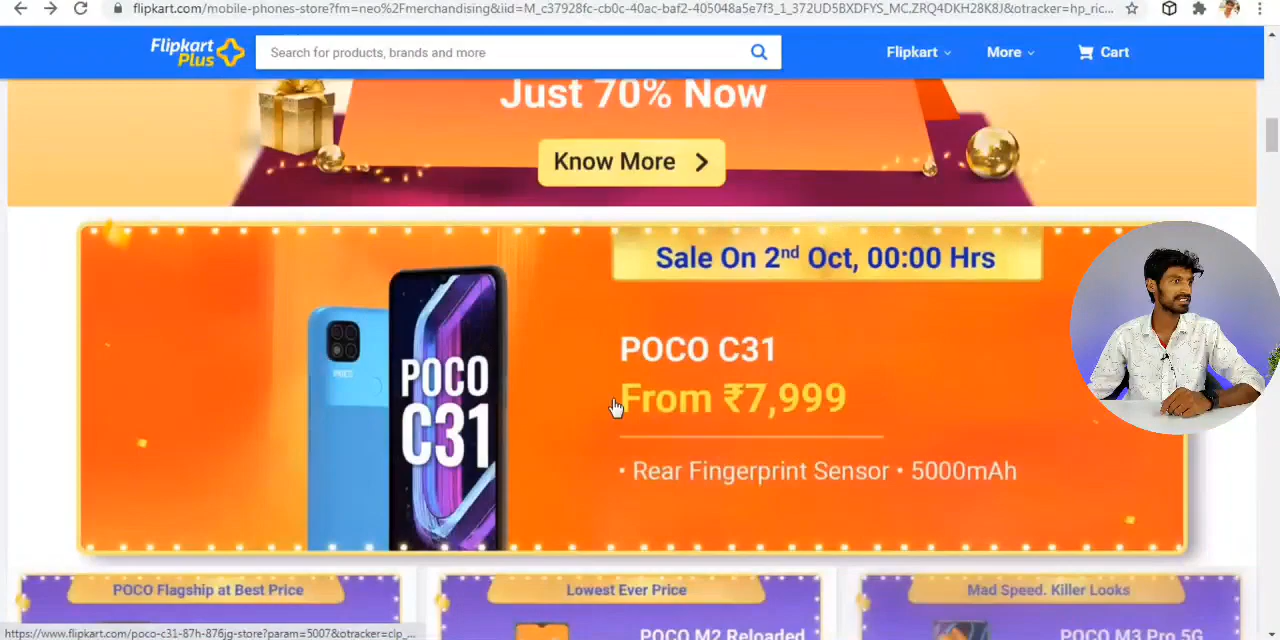 flipkart.com/mobile-phones-store?fm=neo%2Fmerchandising&iid=M_c37928fc-cb0c-40ac-baf2-405048a5e7f3_1_372UD5BXDFYS_MC.ZRQ4DKH28K8J&otracker=hp_ric...
Flipkart
Plus
Search for products, brands and more
Flipkart
More
Cart
Just 70% Now
Know More
Sale On 2nd Oct, 00:00 Hrs
POCO
POCO
C31
POCO C31
From ₹7,999
• Rear Fingerprint Sensor • 5000mAh
POCO Flagship at Best Price
Lowest Ever Price
Mad Speed. Killer Looks
POCO M2 Reloaded
POCO M3 Pro 5G
https://www.flipkart.com/poco-c31-87h-876jg-store?param=5007&otracker=clp_...